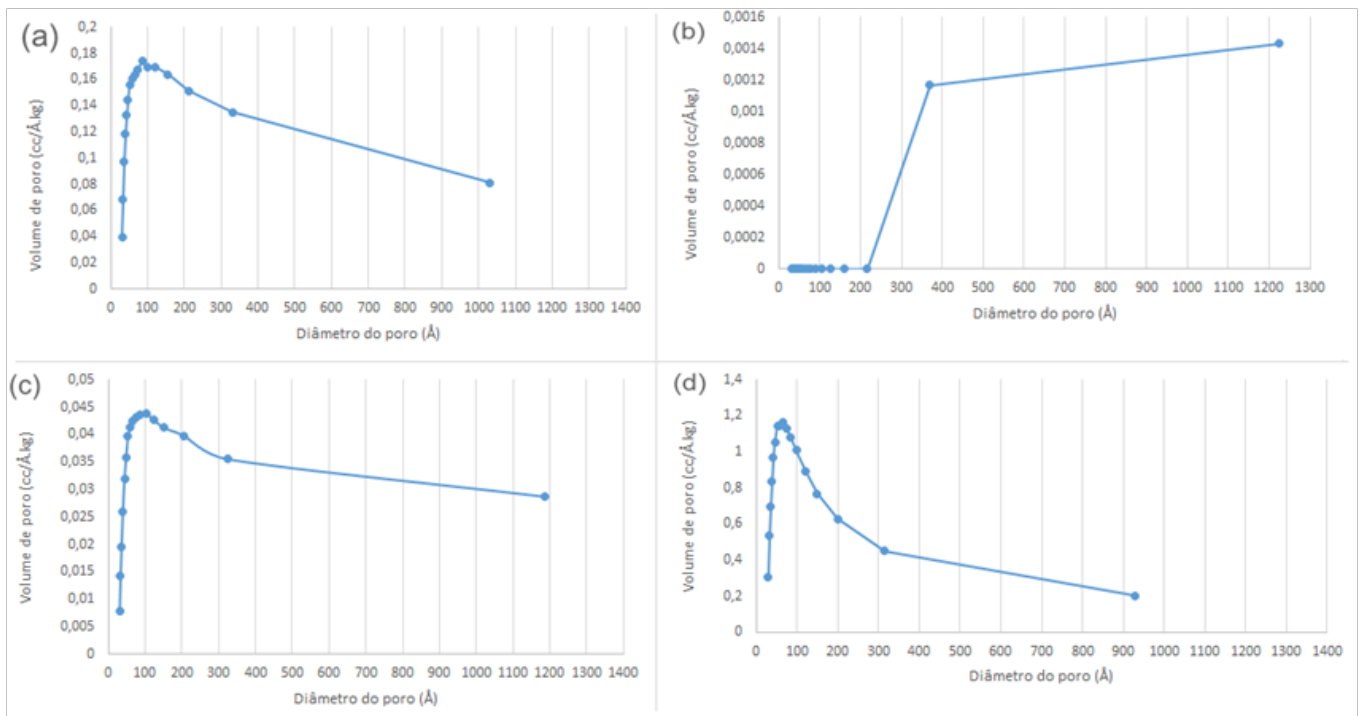 (a)
Volume de poro (cc/Å.kg)
0,2
0,18
0,16
0,14
0,12
0,1
0,08
0,06
0,04
0,02
0
0 100 200 300 400 500 600 700 800 900 1000 1100 1200 1300 1400
Diâmetro do poro (Å)
(b)
Volume de poro (cc/Å.kg)
0,0016
0,0014
0,0012
0,001
0,0008
0,0006
0,0004
0,0002
0
0 100 200 300 400 500 600 700 800 900 1000 1100 1200 1300
Diâmetro do poro (Å)
(c)
Volume de poro (cc/Å.kg)
0,05
0,045
0,04
0,035
0,03
0,025
0,02
0,015
0,01
0,005
0
0 100 200 300 400 500 600 700 800 900 1000 1100 1200 1300 1400
Diâmetro do poro (Å)
(d)
Volume de poro (cc/Å.kg)
1,4
1,2
1
0,8
0,6
0,4
0,2
0
0 100 200 300 400 500 600 700 800 900 1000 1100 1200 1300 1400
Diâmetro do poro (Å)